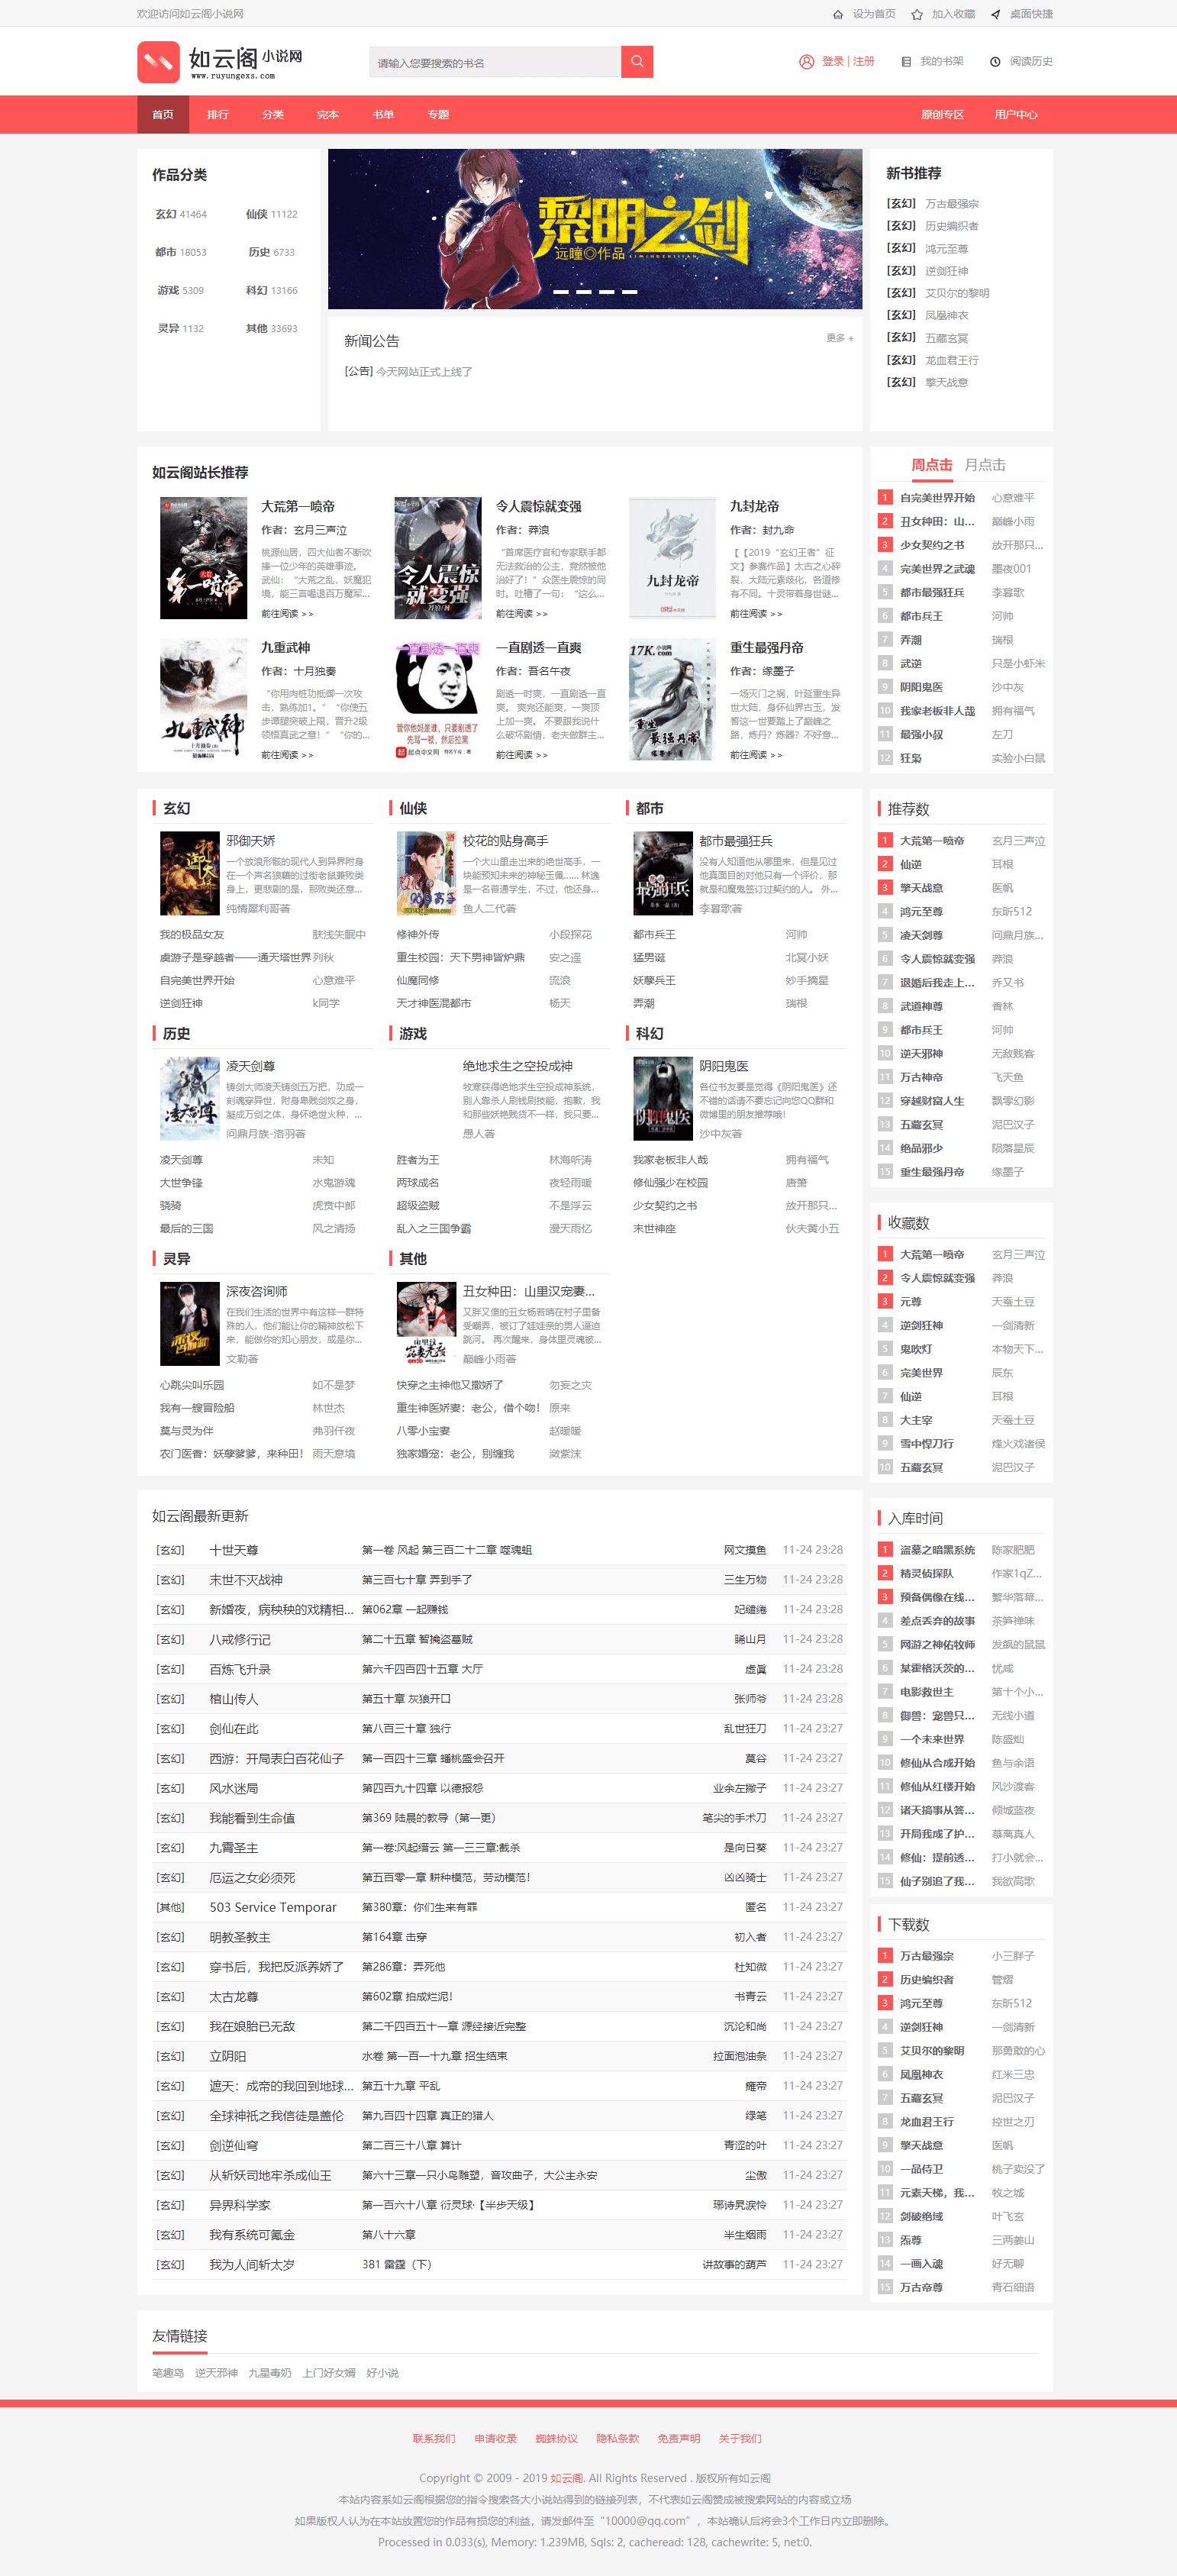 欢迎访问如云阁小说网
设为首页 加入收藏 桌面快捷
如云阁 小说网
www.ruyungexs.com
请输入您要搜索的书名
登录 | 注册 我的书架 阅读历史
首页 排行 分类 完本 书单 专题 原创专区 用户中心
作品分类
玄幻 41464 仙侠 11122
都市 18053 历史 6733
游戏 5309 科幻 13166
灵异 1132 其他 33693
黎明之剑
远瞳◎作品
新闻公告 更多 +
[公告] 今天网站正式上线了
新书推荐
[玄幻] 万古最强宗
[玄幻] 历史编织者
[玄幻] 鸿元至尊
[玄幻] 逆剑狂神
[玄幻] 艾贝尔的黎明
[玄幻] 凤凰神衣
[玄幻] 五藏玄冥
[玄幻] 龙血君王行
[玄幻] 擎天战意
如云阁站长推荐
大荒第一喷帝
作者：玄月三声泣
桃源仙居，四大仙者不断吹
捧一位少年的英雄事迹。
武仙：“大荒之乱，妖魔犯
境，能三言喝退百万魔军...
前往阅读 >>
令人震惊就变强
作者：莽浪
“首席医疗官和专家联手都
无法救治的公主，竟然被他
治好了！”众医生震惊的同
时。吐槽了一句：“这么...
前往阅读 >>
九封龙帝
作者：封九命
【【2019“玄幻王者”征
文】参赛作品】太古之心碎
裂，大陆元素歧化，各道修
有不同。十灵带着身世谜...
前往阅读 >>
九重武神
作者：十月独奏
“你用肉桩功抵御一次攻
击，熟练加1。”“你使五
步谭腿突破上限，晋升2级
领悟真武之意！”“你的...
前往阅读 >>
一直剧透一直爽
作者：吾名午夜
剧透一时爽，一直剧透一直
爽。 爽完还能爽，一爽顶
上加一爽。 不要跟我说什
么破坏剧情，老夫做群主...
前往阅读 >>
重生最强丹帝
作者：缘墨子
一场灭门之祸，叶延重生异
世大陆，身怀仙界古玉，发
誓这一世要踏上了巅峰之
路，炼丹？炼器？不好意...
前往阅读 >>
周点击 月点击
1 自完美世界开始 心意难平
2 丑女种田：山... 巅峰小雨
3 少女契约之书 放开那只...
4 完美世界之武魂 墨夜001
5 都市最强狂兵 李暮歌
6 都市兵王 河帅
7 弄潮 瑞根
8 武逆 只是小虾米
9 阴阳鬼医 沙中灰
10 我家老板非人哉 拥有福气
11 最强小叔 左刀
12 狂枭 实验小白鼠
玄幻
邪御天娇
一个放浪形骸的现代人到异界附身
在一个声名狼藉的过街老鼠兼败类
身上，更悲剧的是，那败类还意...
纯情犀利哥著
我的极品女友 肤浅失眠中
虞游子是穿越者——通天塔世界 列秋
自完美世界开始 心意难平
逆剑狂神 k同学
仙侠
校花的贴身高手
一个大山里走出来的绝世高手，一
块能预知未来的神秘玉佩…… 林逸
是一名普通学生，不过，他还身...
鱼人二代著
修神外传 小段探花
重生校园：天下男神皆炉鼎 安之遥
仙魔同修 流浪
天才神医混都市 杨天
都市
都市最强狂兵
没有人知道他从哪里来，但是见过
他真面目的对他只有一个评价，那
就是和魔鬼签订过契约的人。 外...
李暮歌著
都市兵王 河帅
猛男诞 北冥小妖
妖孽兵王 妙手摘星
弄潮 瑞根
历史
凌天剑尊
铸剑大师凌天铸剑五万把，功成一
刻魂穿异世，附身卑贱剑奴之身，
凝成万剑之体，身怀绝世火种，...
问鼎月族-洛羽著
凌天剑尊 未知
大世争锋 水鬼游魂
骁骑 虎贲中郎
最后的三国 风之清扬
游戏
绝地求生之空投成神
牧寒获得绝地求生空投成神系统，
别人靠杀人刷钱刷技能，抱歉，我
和那些妖艳贱货不一样，我只要...
愚人著
胜者为王 林海听涛
两球成名 夜轻雨暖
超级盗贼 不是浮云
乱入之三国争霸 漫天雨忆
科幻
阴阳鬼医
各位书友要是觉得《阴阳鬼医》还
不错的话请不要忘记向您QQ群和
微博里的朋友推荐哦！
沙中灰著
我家老板非人哉 拥有福气
修仙强少在校园 唐箫
少女契约之书 放开那只...
末世神座 伙夫黄小五
灵异
深夜咨询师
在我们生活的世界中有这样一群特
殊的人，他们能让你的精神放松下
来，能做你的知心朋友，或是你...
文勒著
心跳尖叫乐园 如不是梦
我有一艘冒险船 林世杰
莫与灵为伴 弗羽仟夜
农门医香：妖孽爹爹，来种田！ 雨天意境
其他
丑女种田：山里汉宠妻...
又胖又傻的丑女杨若晴在村子里备
受嘲弄，被订了娃娃亲的男人逼迫
跳河。 再次醒来，身体里灵魂被...
巅峰小雨著
快穿之主神他又撒娇了 勿妄之灾
重生神医娇妻：老公，借个吻！ 原来
八零小宝妻 赵暖暖
独家婚宠：老公，别缠我 潋紫沫
推荐数
1 大荒第一喷帝 玄月三声泣
2 仙逆 耳根
3 擎天战意 医帆
4 鸿元至尊 东昕512
5 凌天剑尊 问鼎月族...
6 令人震惊就变强 莽浪
7 退婚后我走上... 乔又书
8 武道神尊 香林
9 都市兵王 河帅
10 逆天邪神 无敌贱客
11 万古神帝 飞天鱼
12 穿越财富人生 飘零幻影
13 五藏玄冥 泥巴汉子
14 绝品邪少 陨落星辰
15 重生最强丹帝 缘墨子
收藏数
1 大荒第一喷帝 玄月三声泣
2 令人震惊就变强 莽浪
3 元尊 天蚕土豆
4 逆剑狂神 一剑清新
5 鬼吹灯 本物天下...
6 完美世界 辰东
7 仙逆 耳根
8 大主宰 天蚕土豆
9 雪中悍刀行 烽火戏诸侯
10 五藏玄冥 泥巴汉子
如云阁最新更新
[玄幻] 十世天尊 第一卷 风起 第三百二十二章 噬魂蛆 网文摸鱼 11-24 23:28
[玄幻] 末世不灭战神 第三百七十章 弄到手了 三生万物 11-24 23:28
[玄幻] 新婚夜，病秧秧的戏精相... 第062章 一起赚钱 妃缱绻 11-24 23:28
[玄幻] 八戒修行记 第二十五章 智擒盗墓贼 睎山月 11-24 23:28
[玄幻] 百炼飞升录 第六千四百四十五章 大厅 虚眞 11-24 23:28
[玄幻] 棺山传人 第五十章 灰狼开口 张师爷 11-24 23:28
[玄幻] 剑仙在此 第八百三十章 独行 乱世狂刀 11-24 23:27
[玄幻] 西游：开局表白百花仙子 第一百四十三章 蟠桃盛会召开 莫谷 11-24 23:27
[玄幻] 风水迷局 第四百九十四章 以德报怨 业余左撇子 11-24 23:27
[玄幻] 我能看到生命值 第369 陆晨的教导（第一更） 笔尖的手术刀 11-24 23:27
[玄幻] 九霄圣主 第一卷:风起缙云 第一三三章:截杀 是向日葵 11-24 23:27
[玄幻] 厄运之女必须死 第五百零一章 耕种模范，劳动模范！ 凶凶骑士 11-24 23:27
[其他] 503 Service Temporar 第380章：你们生来有罪 匿名 11-24 23:27
[玄幻] 明教圣教主 第164章 击穿 初入者 11-24 23:27
[玄幻] 穿书后，我把反派养娇了 第286章：弄死他 杜知微 11-24 23:27
[玄幻] 太古龙尊 第602章 拍成烂泥！ 书青云 11-24 23:27
[玄幻] 我在娘胎已无敌 第二千四百五十一章 源经接近完整 沉沦和尚 11-24 23:27
[玄幻] 立阴阳 水卷 第一百一十九章 招生结束 拉面泡油条 11-24 23:27
[玄幻] 遮天：成帝的我回到地球... 第五十九章 平乱 雍帝 11-24 23:27
[玄幻] 全球神祇之我信徒是盖伦 第九百四十四章 真正的猎人 绿笔 11-24 23:27
[玄幻] 剑逆仙穹 第二百三十八章 算计 青涩的叶 11-24 23:27
[玄幻] 从斩妖司地牢杀成仙王 第六十三章一只小鸟雕塑，音攻曲子，大公主永安 尘傲 11-24 23:27
[玄幻] 异界科学家 第一百六十八章 衍灵球·【半步天级】 琊诗旯淚怜 11-24 23:27
[玄幻] 我有系统可氪金 第八十六章 半生烟雨 11-24 23:27
[玄幻] 我为人间斩太岁 381 雷霆（下） 讲故事的葫芦 11-24 23:27
入库时间
1 盗墓之暗黑系统 陈家肥肥
2 精灵侦探队 作家1qZ...
3 预备偶像在线... 繁华落幕...
4 差点丢弃的故事 茶笋禅味
5 网游之神佑牧师 发飙的鼠鼠
6 某霍格沃茨的... 忧咸
7 电影救世主 第十个小...
8 御兽：宠兽只... 无线小道
9 一个未来世界 陈盛灿
10 修仙从合成开始 鱼与余语
11 修仙从红楼开始 风沙渡客
12 诸天搞事从答... 倾城蓝夜
13 开局我成了护... 慕离真人
14 修仙：提前透... 打小就会...
15 仙子别追了我... 我欲高歌
下载数
1 万古最强宗 小三胖子
2 历史编织者 管熠
3 鸿元至尊 东昕512
4 逆剑狂神 一剑清新
5 艾贝尔的黎明 那勇敢的心
6 凤凰神衣 红米三忠
7 五藏玄冥 泥巴汉子
8 龙血君王行 控世之刃
9 擎天战意 医帆
10 一品侍卫 桃子卖没了
11 元素天梯，我... 牧之城
12 剑破绝域 叶飞玄
13 炁尊 三两姜山
14 一画入魂 好无聊
15 万古帝尊 青石细语
友情链接
笔趣岛 逆天邪神 九星毒奶 上门好女婿 好小说
联系我们 申请收录 蜘蛛协议 隐私条款 免责声明 关于我们
Copyright © 2009 - 2019 如云阁. All Rights Reserved . 版权所有如云阁
本站内容系如云阁根据您的指令搜索各大小说站得到的链接列表，不代表如云阁赞成被搜索网站的内容或立场
如果版权人认为在本站放置您的作品有损您的利益，请发邮件至“10000@qq.com”，本站确认后将会3个工作日内立即删除。
Processed in 0.033(s), Memory: 1.239MB, Sqls: 2, cacheread: 128, cachewrite: 5, net:0.